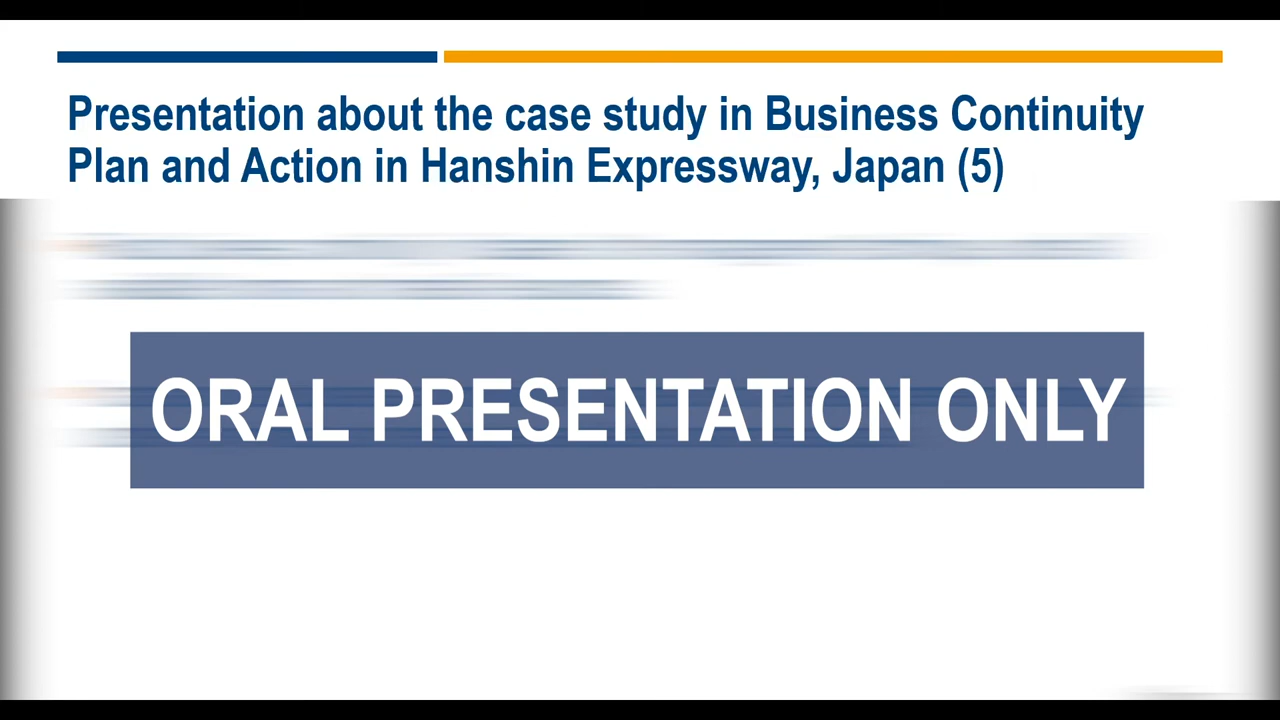 Presentation about the case study in Business Continuity
Plan and Action in Hanshin Expressway, Japan (5)
ORAL PRESENTATION ONLY